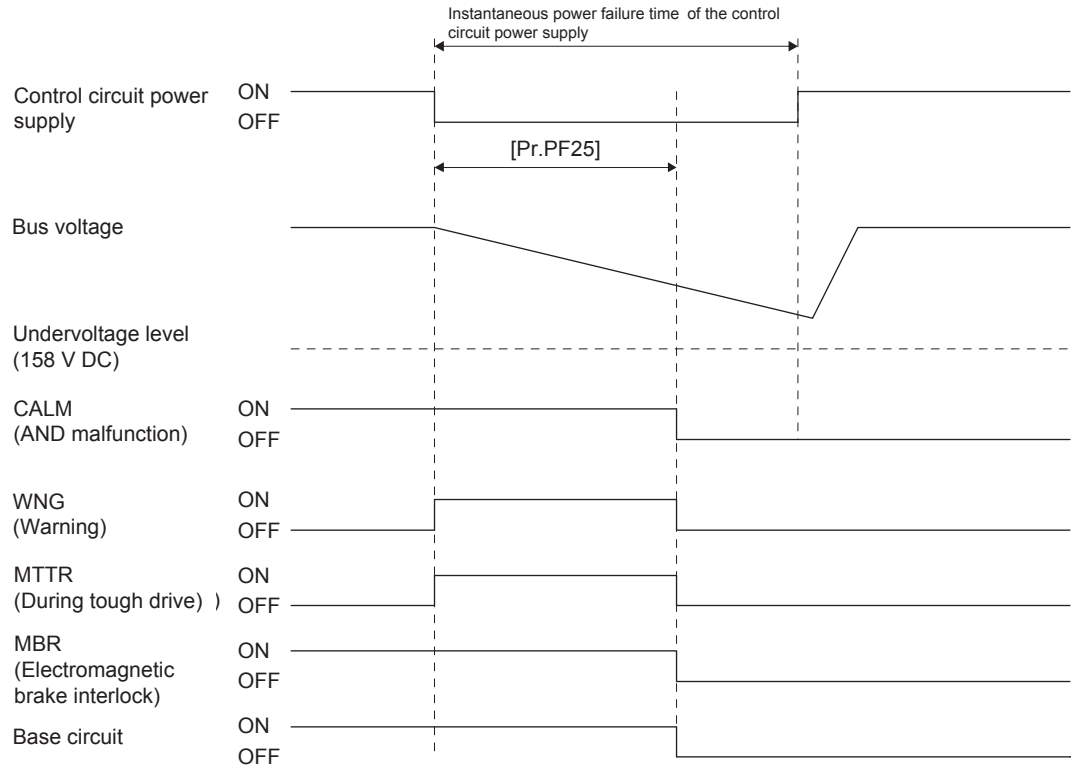 Instantaneous power failure time of the control
circuit power supply
Control circuit power
supply
ON
OFF
[Pr.PF25]
Bus voltage
Undervoltage level
(158 V DC)
CALM
(AND malfunction)
ON
OFF
WNG
(Warning)
ON
OFF
MTTR
(During tough drive) )
ON
OFF
MBR
(Electromagnetic
brake interlock)
ON
OFF
Base circuit
ON
OFF